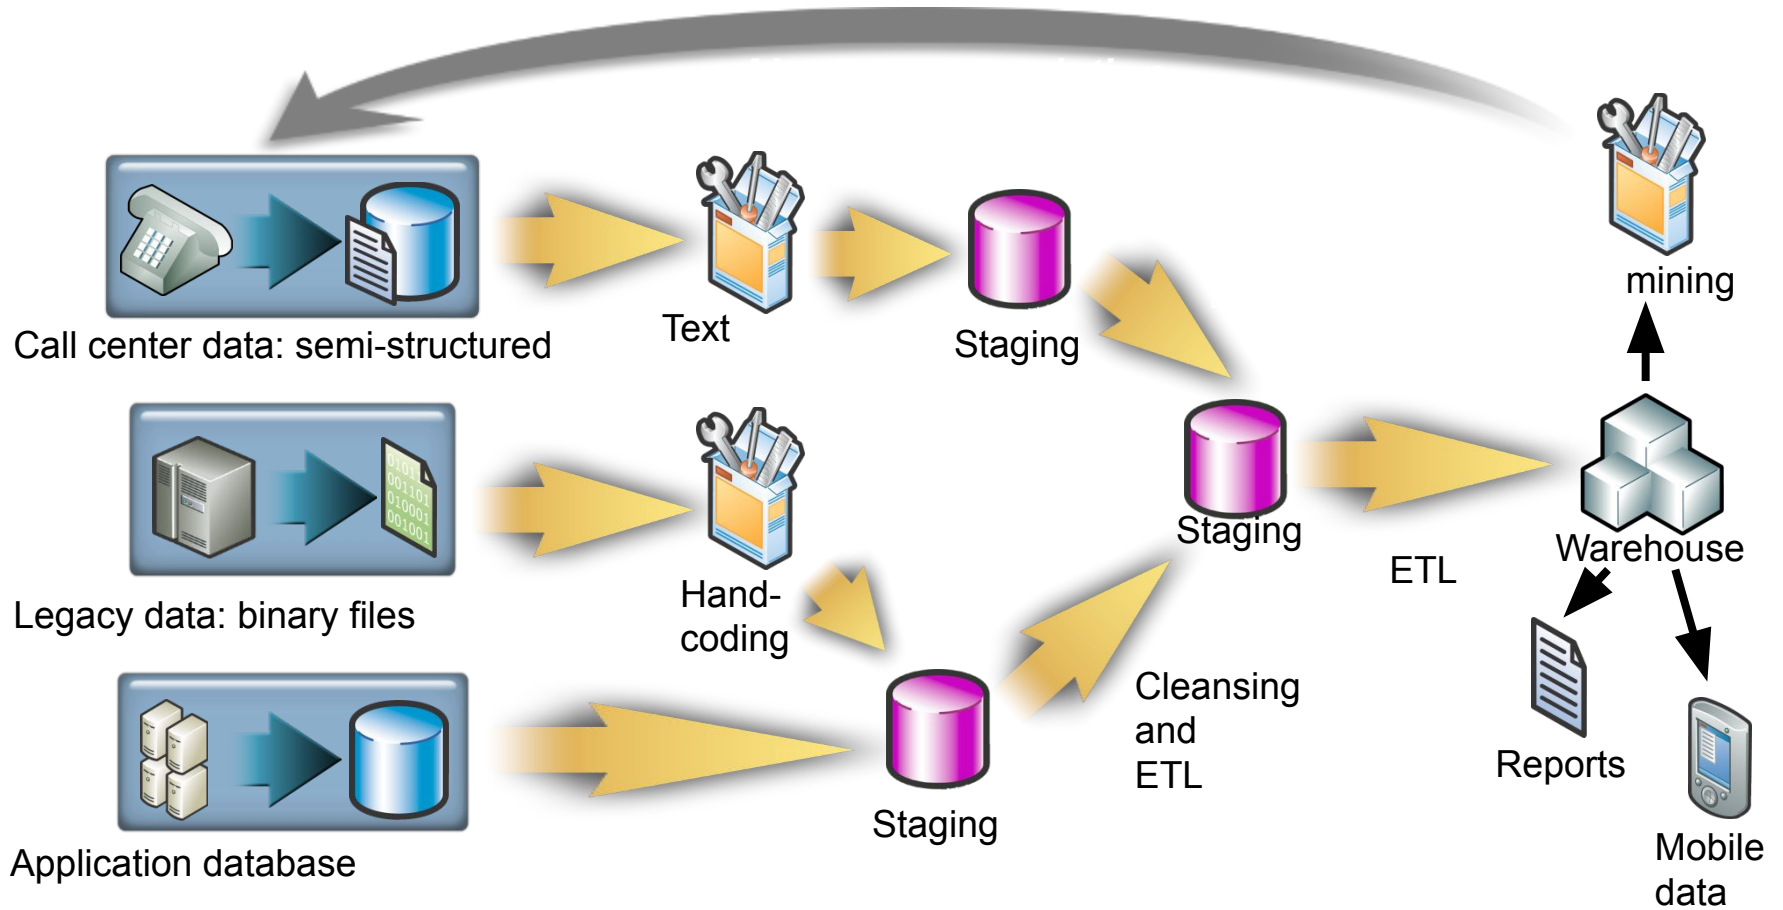 Call center data: semi-structured
Text
Staging
mining
Legacy data: binary files
Hand-
coding
Staging
ETL
Warehouse
Application database
Staging
Cleansing
and
ETL
Reports
Mobile
data